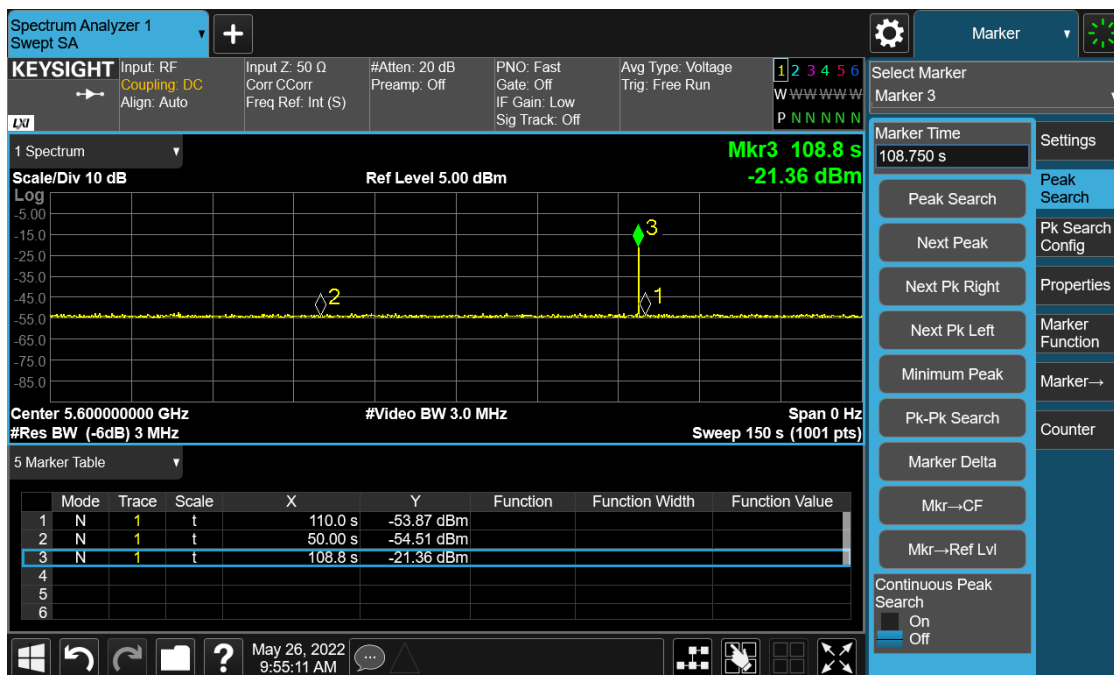 Spectrum Analyzer 1
Swept SA
+
Marker
KEYSIGHT
Input: RF
Coupling: DC
Align: Auto
Input Z: 50 Ω
Corr CCorr
Freq Ref: Int (S)
#Atten: 20 dB
Preamp: Off
PNO: Fast
Gate: Off
IF Gain: Low
Sig Track: Off
Avg Type: Voltage
Trig: Free Run
1 2 3 4 5 6
W W W W W W
P N N N N N
LXI
Select Marker
Marker 3
1 Spectrum
Mkr3 108.8 s
Scale/Div 10 dB
Ref Level 5.00 dBm
-21.36 dBm
Log
-5.00
-15.0
-25.0
-35.0
-45.0
-55.0
-65.0
-75.0
-85.0
3
2
1
Center 5.600000000 GHz
#Video BW 3.0 MHz
Span 0 Hz
#Res BW (-6dB) 3 MHz
Sweep 150 s (1001 pts)
5 Marker Table
Mode Trace Scale X Y Function Function Width Function Value
1 N 1 t 110.0 s -53.87 dBm
2 N 1 t 50.00 s -54.51 dBm
3 N 1 t 108.8 s -21.36 dBm
4
5
6
Marker Time
108.750 s
Peak Search
Next Peak
Next Pk Right
Next Pk Left
Minimum Peak
Pk-Pk Search
Marker Delta
Mkr→CF
Mkr→Ref Lvl
Continuous Peak
Search
On
Off
Settings
Peak
Search
Pk Search
Config
Properties
Marker
Function
Marker→
Counter
?
May 26, 2022
9:55:11 AM